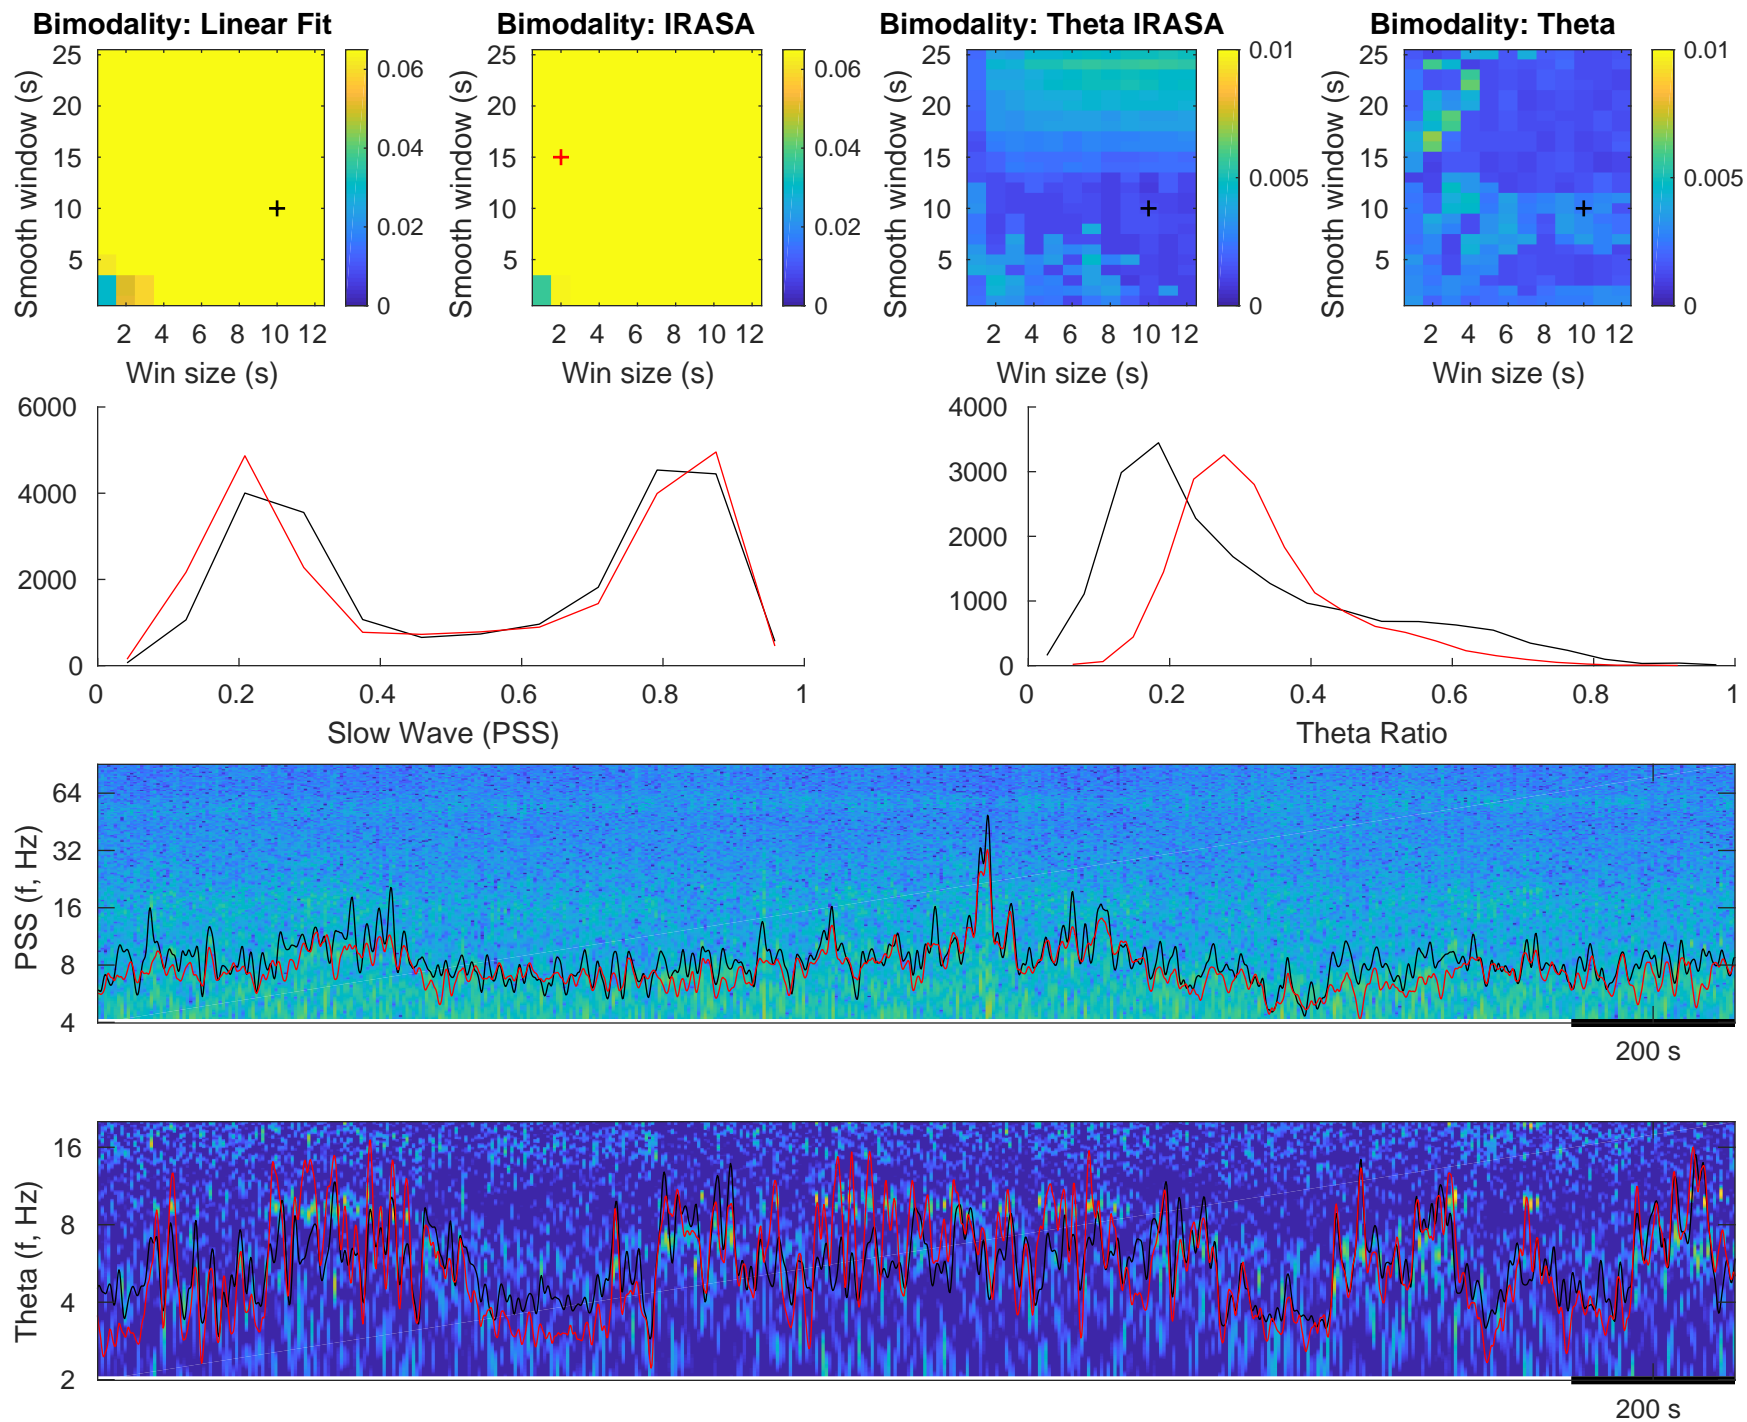 Bimodality: Linear Fit
Bimodality: IRASA
Bimodality: Theta IRASA
Bimodality: Theta
Smooth window (s)
25
20
15
10
5
2 4 6 8 10 12
Win size (s)
0.06
0.04
0.02
0
Smooth window (s)
25
20
15
10
5
2 4 6 8 10 12
Win size (s)
0.06
0.04
0.02
0
Smooth window (s)
25
20
15
10
5
2 4 6 8 10 12
Win size (s)
0.01
0.005
0
Smooth window (s)
25
20
15
10
5
2 4 6 8 10 12
Win size (s)
0.01
0.005
0
6000
4000
2000
0
0 0.2 0.4 0.6 0.8 1
Slow Wave (PSS)
4000
3000
2000
1000
0
0 0.2 0.4 0.6 0.8 1
Theta Ratio
PSS (f, Hz)
64
32
16
8
4
200 s
Theta (f, Hz)
16
8
4
2
200 s